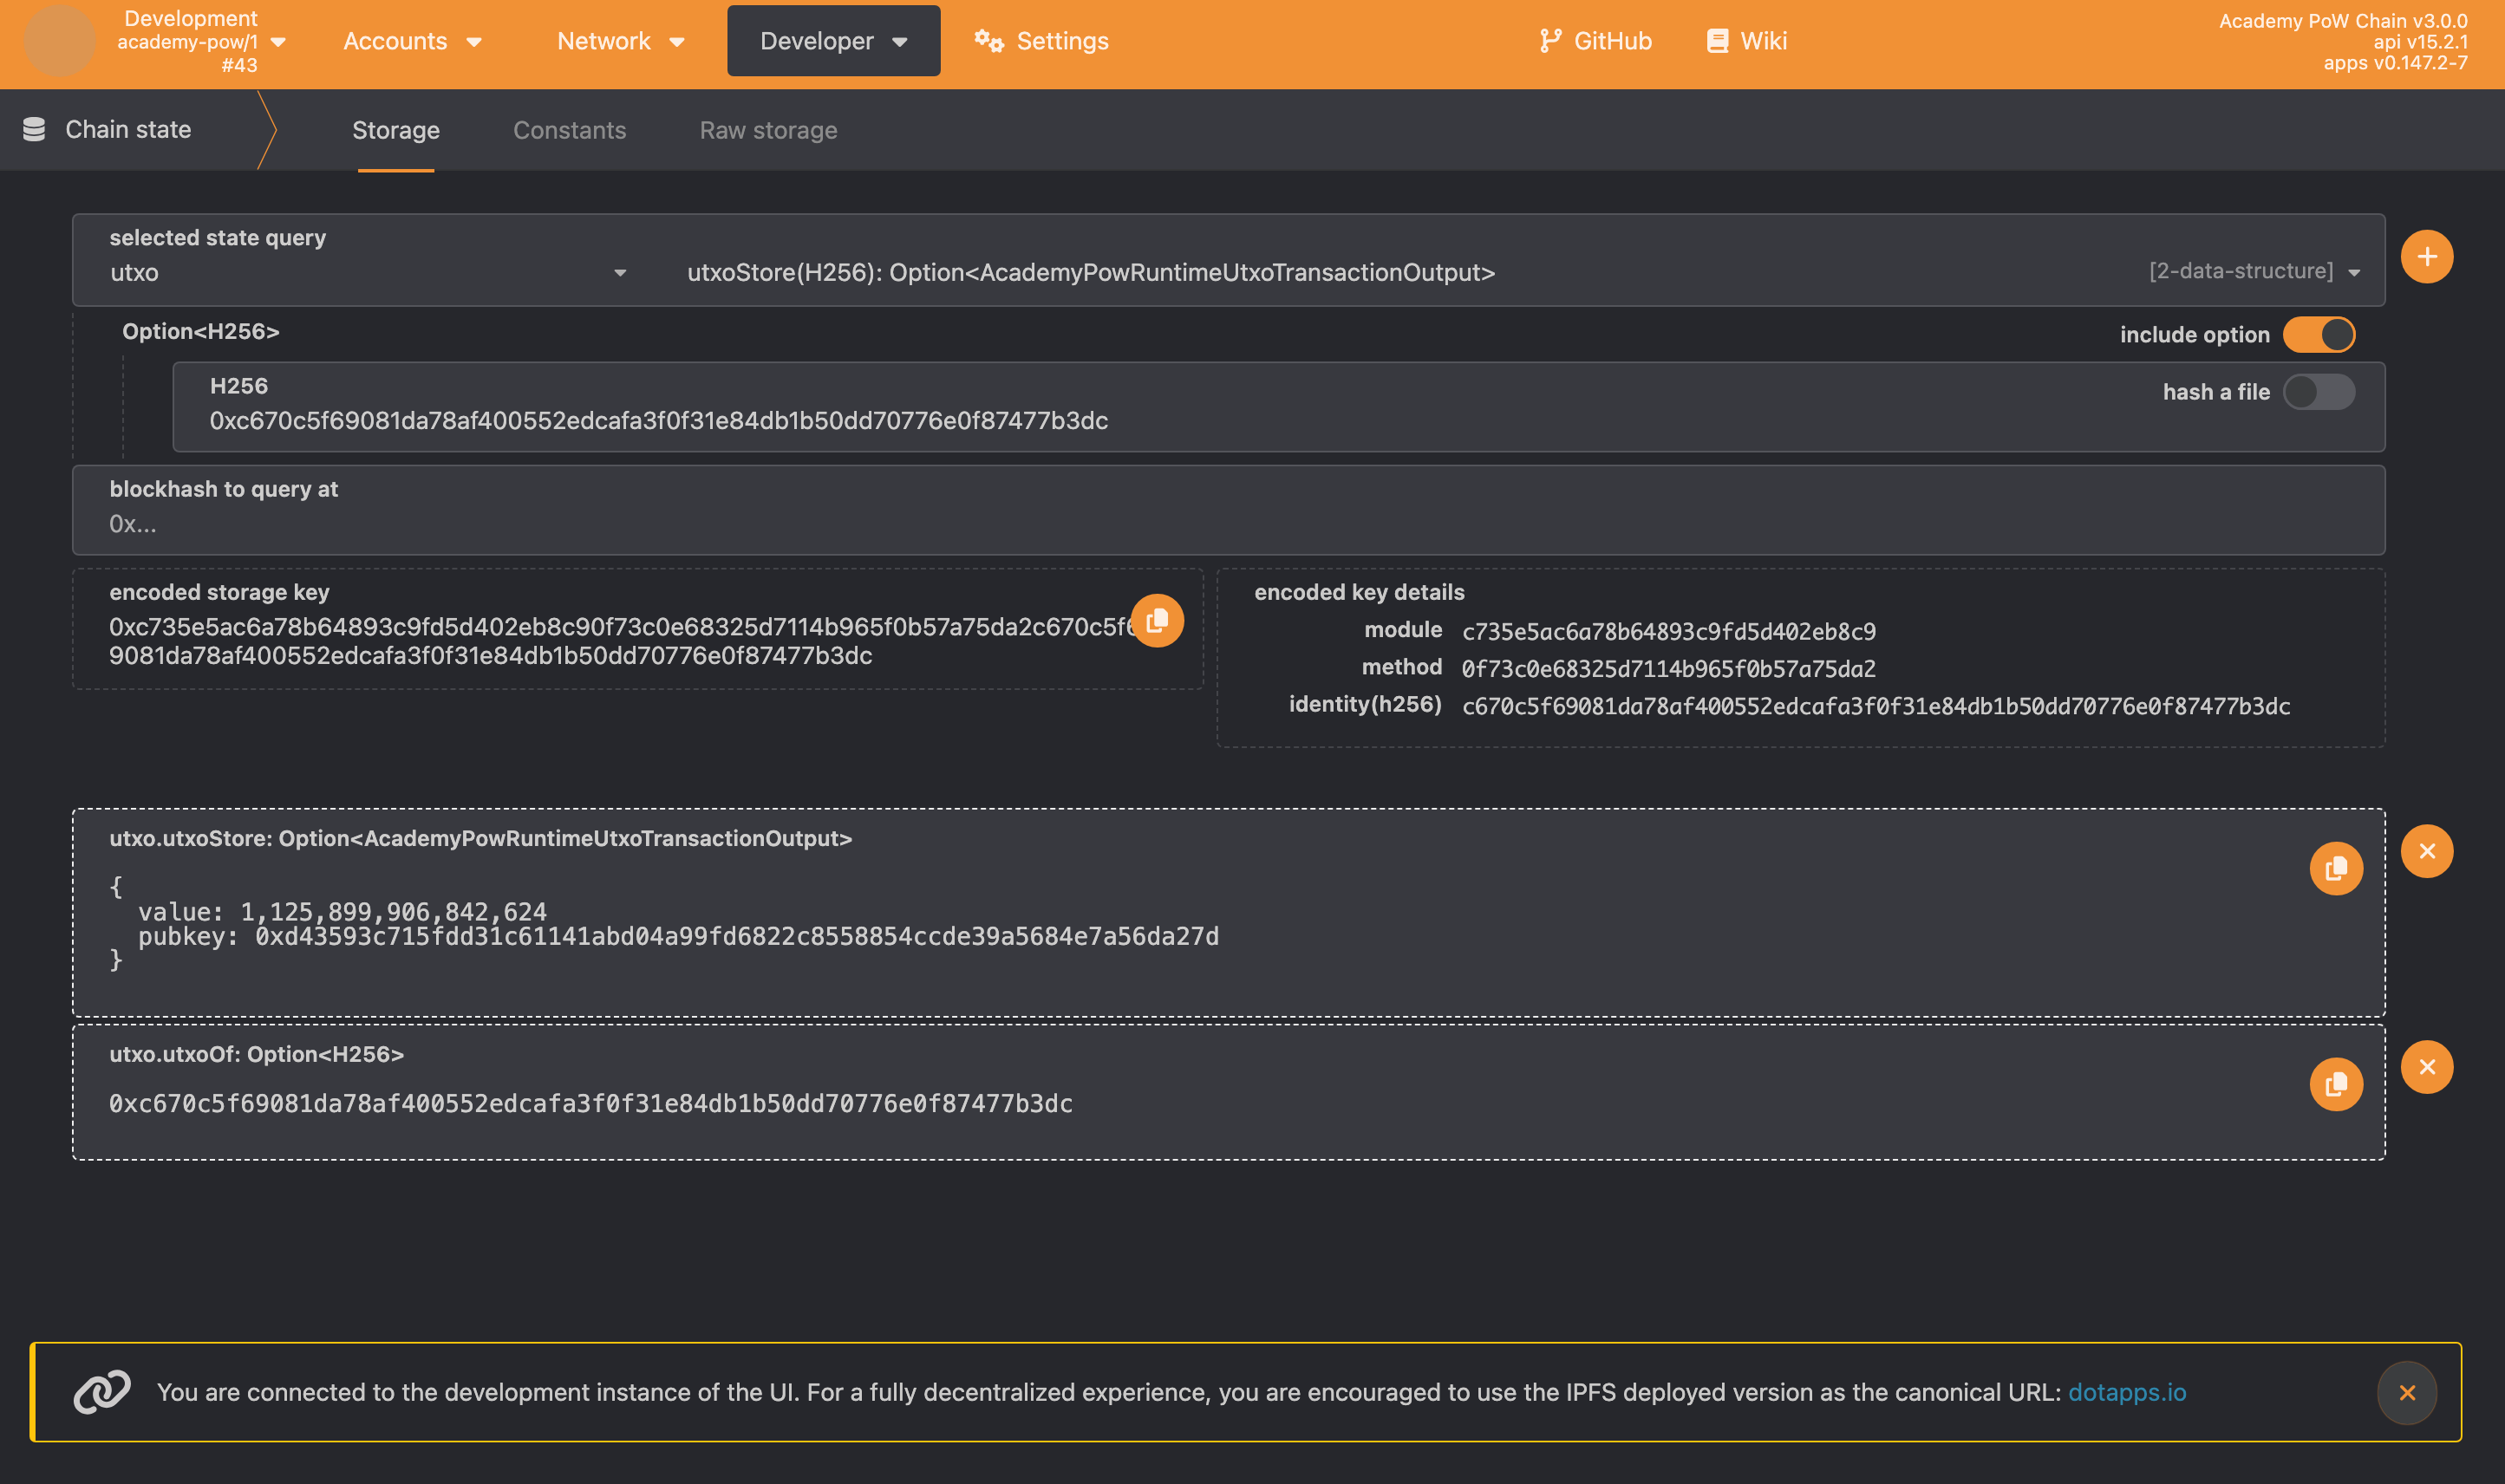 Development
academy-pow/1
#43
Accounts
Network
Developer
Settings
GitHub
Wiki
Academy PoW Chain v3.0.0
api v15.2.1
apps v0.147.2-7
Chain state
Storage
Constants
Raw storage
selected state query
utxo
utxoStore(H256): Option<AcademyPowRuntimeUtxoTransactionOutput>
[2-data-structure]
Option<H256>
include option
H256
hash a file
0xc670c5f69081da78af400552edcafa3f0f31e84db1b50dd70776e0f87477b3dc
blockhash to query at
0x...
encoded storage key
0xc735e5ac6a78b64893c9fd5d402eb8c90f73c0e68325d7114b965f0b57a75da2c670c5f6
9081da78af400552edcafa3f0f31e84db1b50dd70776e0f87477b3dc
encoded key details
module c735e5ac6a78b64893c9fd5d402eb8c9
method 0f73c0e68325d7114b965f0b57a75da2
identity(h256) c670c5f69081da78af400552edcafa3f0f31e84db1b50dd70776e0f87477b3dc
utxo.utxoStore: Option<AcademyPowRuntimeUtxoTransactionOutput>
{
value: 1,125,899,906,842,624
pubkey: 0xd43593c715fdd31c61141abd04a99fd6822c8558854ccde39a5684e7a56da27d
}
utxo.utxoOf: Option<H256>
0xc670c5f69081da78af400552edcafa3f0f31e84db1b50dd70776e0f87477b3dc
You are connected to the development instance of the UI. For a fully decentralized experience, you are encouraged to use the IPFS deployed version as the canonical URL: dotapps.io